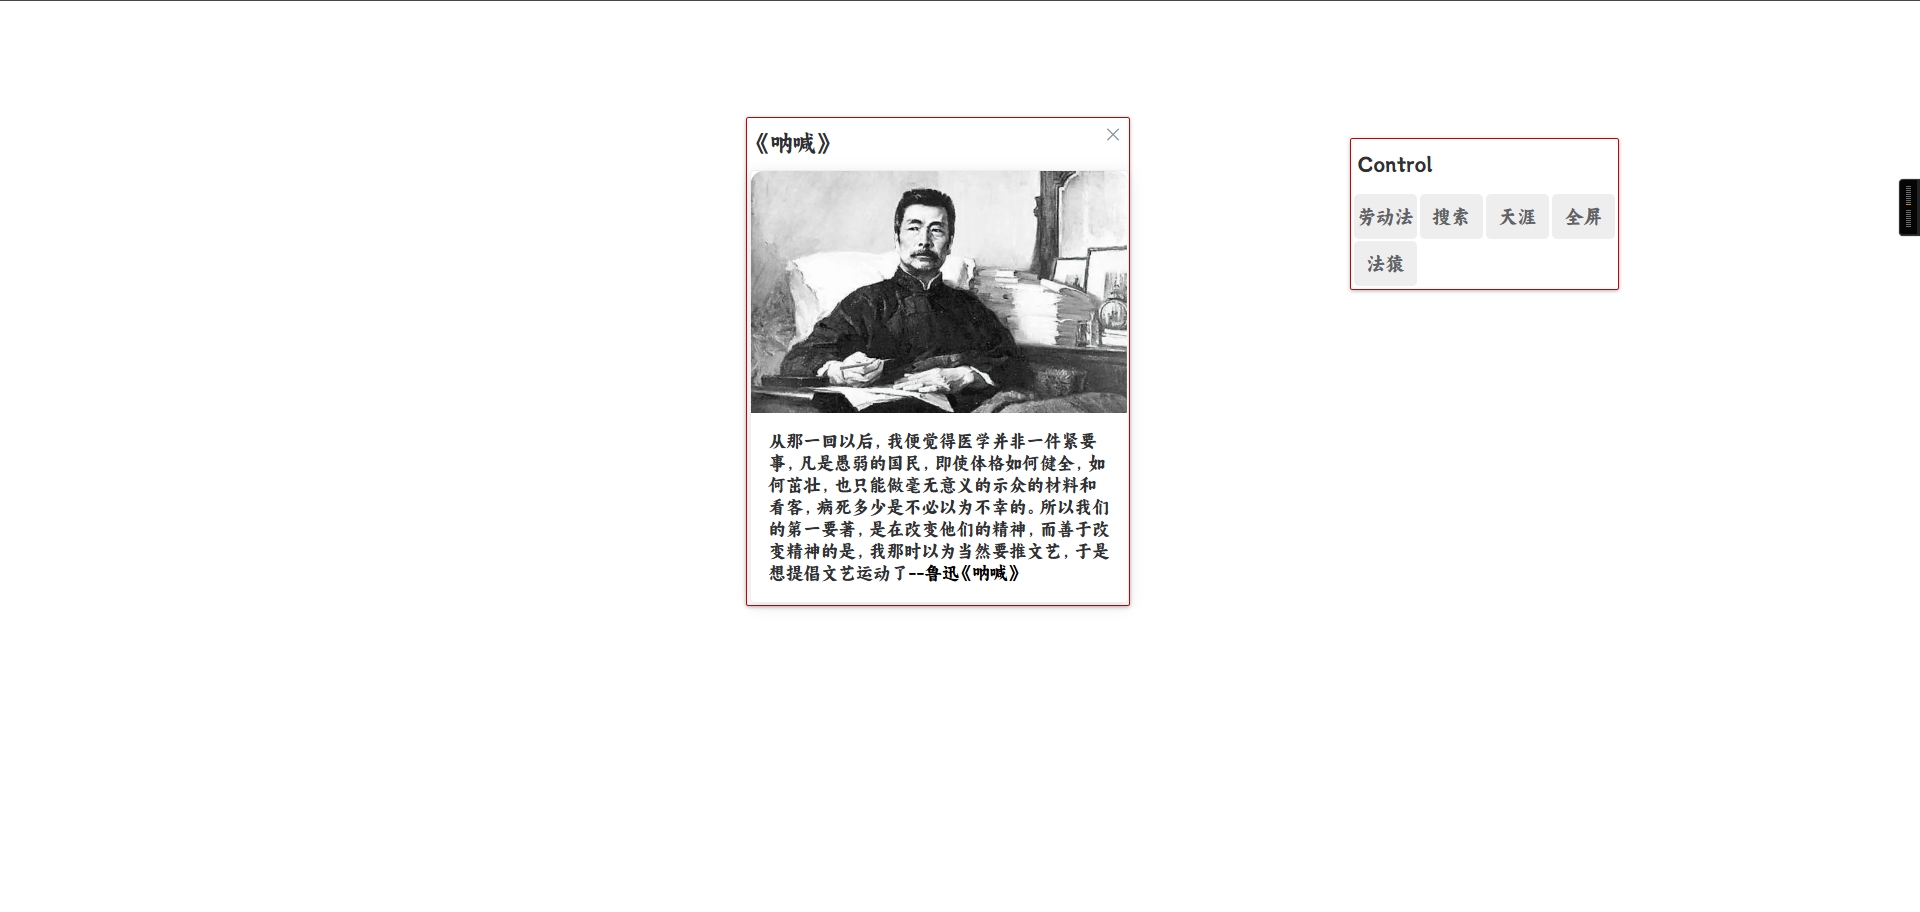 《呐喊》
从那一回以后，我便觉得医学并非一件紧要
事，凡是愚弱的国民，即使体格如何健全，如
何茁壮，也只能做毫无意义的示众的材料和
看客，病死多少是不必以为不幸的。所以我们
的第一要著，是在改变他们的精神，而善于改
变精神的是，我那时以为当然要推文艺，于是
想提倡文艺运动了--鲁迅《呐喊》
Control
劳动法 搜索 天涯 全屏
法猿